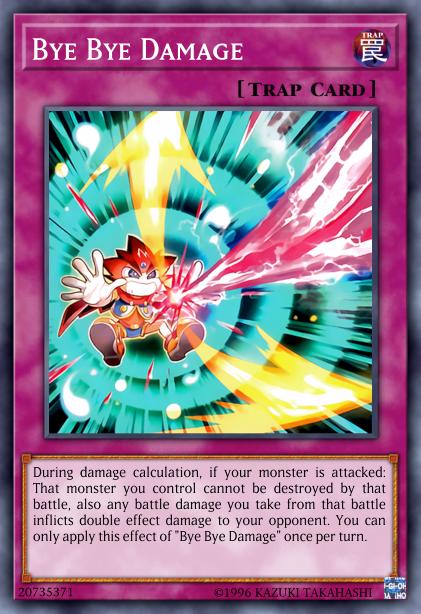 Bye Bye Damage
TRAP
罠
[Trap Card]
N
During damage calculation, if your monster is attacked:
That monster you control cannot be destroyed by that
battle, also any battle damage you take from that battle
inflicts double effect damage to your opponent. You can
only apply this effect of "Bye Bye Damage" once per turn.
20735371
©1996 KAZUKI TAKAHASHI